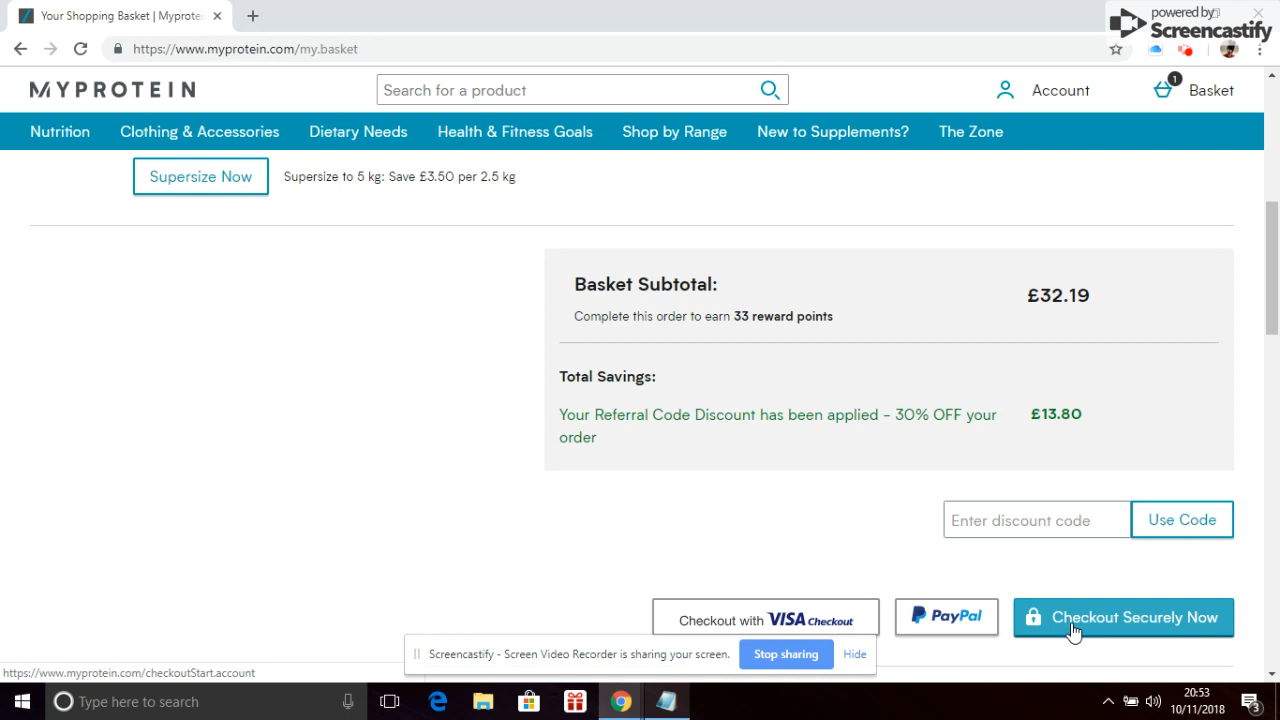 Your Shopping Basket | Myprote
powered by
Screencastify
https://www.myprotein.com/my.basket
MYPROTEIN
Search for a product
Account
1
Basket
Nutrition
Clothing & Accessories
Dietary Needs
Health & Fitness Goals
Shop by Range
New to Supplements?
The Zone
Supersize Now
Supersize to 5 kg: Save £3.50 per 2.5 kg
Basket Subtotal:
£32.19
Complete this order to earn 33 reward points
Total Savings:
Your Referral Code Discount has been applied - 30% OFF your
order
£13.80
Enter discount code
Use Code
Checkout with VISA Checkout
PayPal
Checkout Securely Now
Screencastify - Screen Video Recorder is sharing your screen.
Stop sharing
Hide
https://www.myprotein.com/checkoutStart.account
Type here to search
20:53
10/11/2018
3